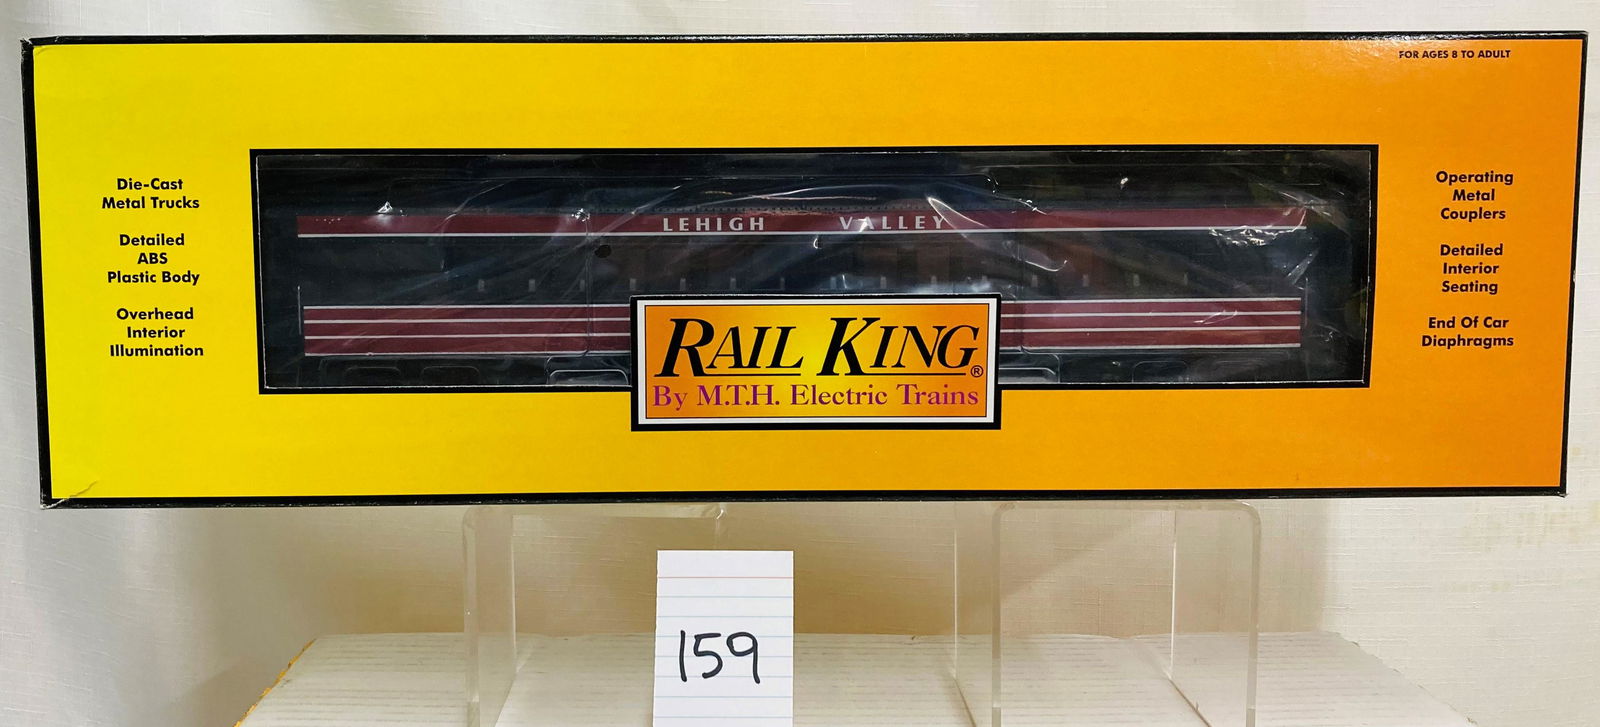 FOR AGES 8 TO ADULT
Die-Cast
Metal Trucks
Detailed
ABS
Plastic Body
Overhead
Interior
Illumination
LEHIGH VALLEY
RAIL KING®
By M.T.H. Electric Trains
Operating
Metal
Couplers
Detailed
Interior
Seating
End Of Car
Diaphragms
159